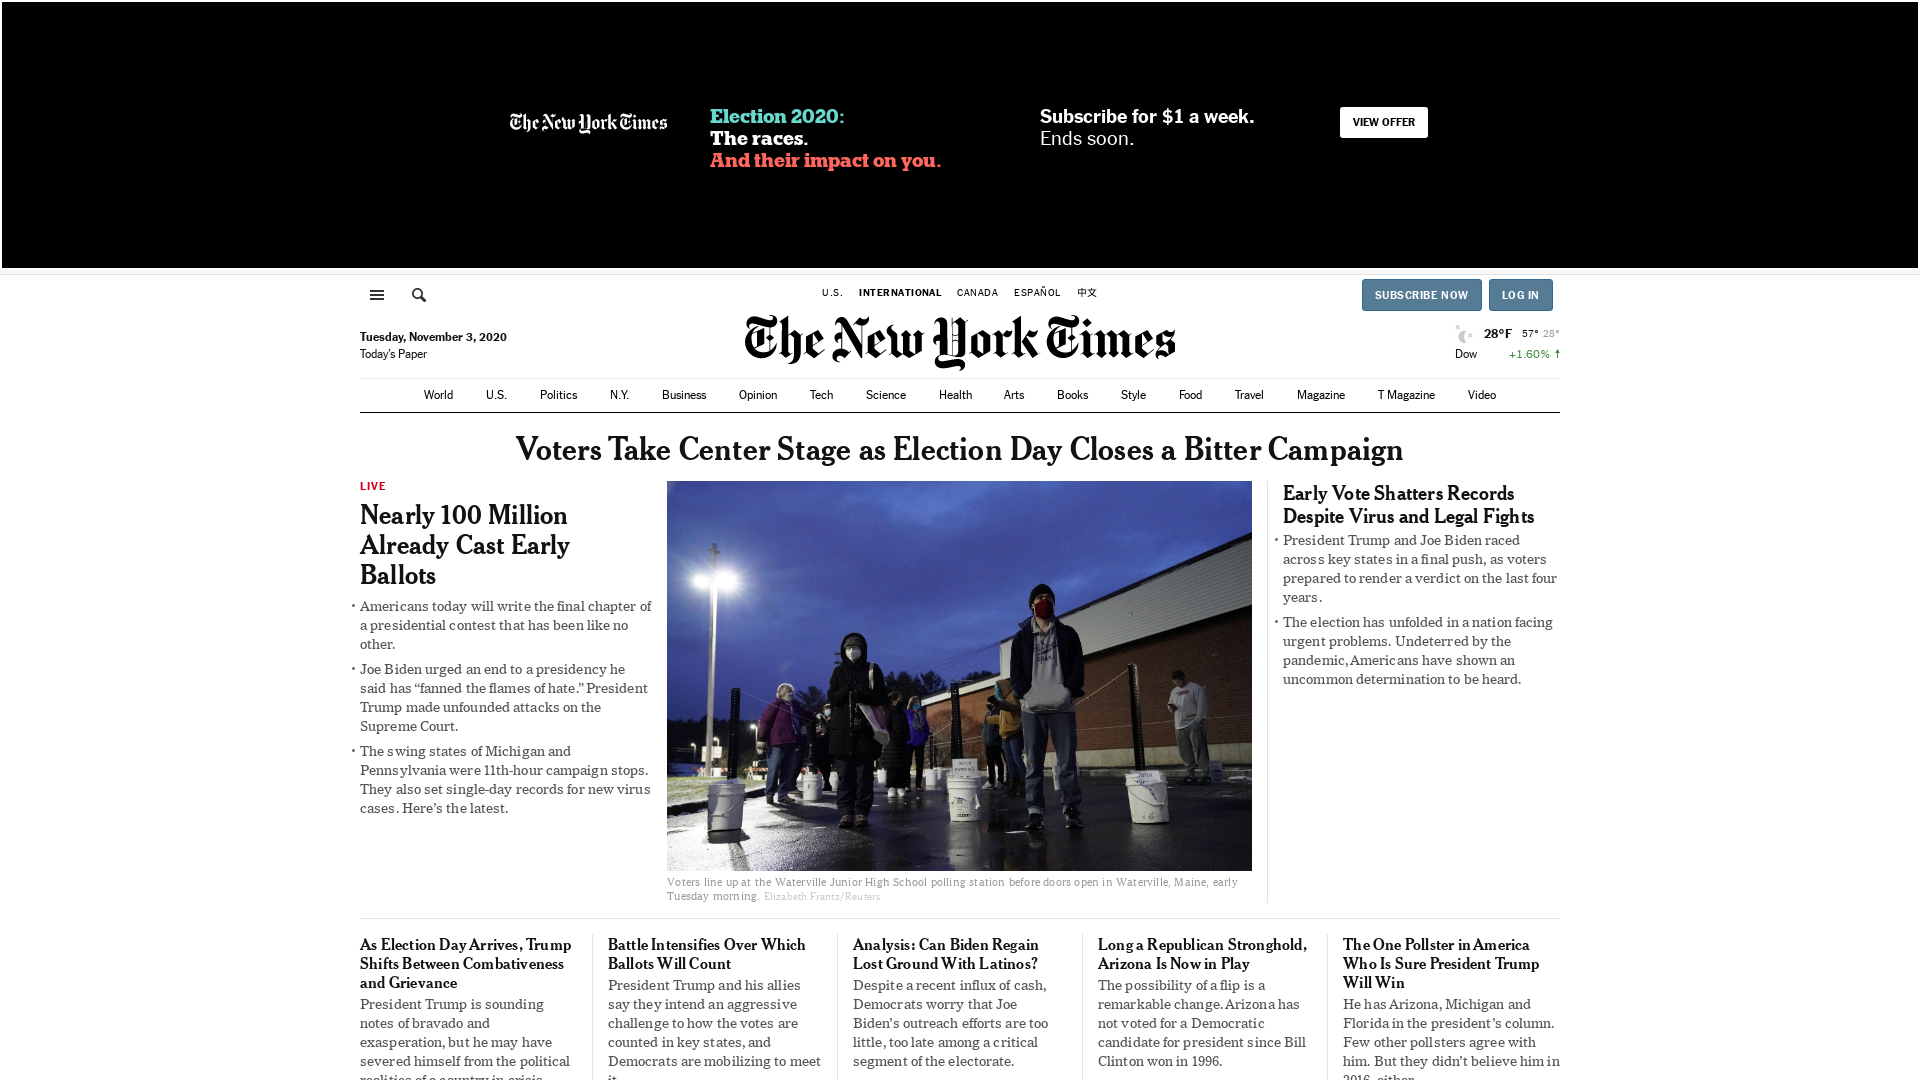 The New York Times
Election 2020:
The races.
And their impact on you.
Subscribe for $1 a week.
Ends soon.
VIEW OFFER
U.S. INTERNATIONAL CANADA ESPAÑOL 中文
SUBSCRIBE NOW
LOG IN
Tuesday, November 3, 2020
Today's Paper
The New York Times
28°F 57° 28°
Dow +1.60% ↑
World U.S. Politics N.Y. Business Opinion Tech Science Health Arts Books Style Food Travel Magazine T Magazine Video
Voters Take Center Stage as Election Day Closes a Bitter Campaign
LIVE
Nearly 100 Million
Already Cast Early
Ballots
• Americans today will write the final chapter of
a presidential contest that has been like no
other.
• Joe Biden urged an end to a presidency he
said has “fanned the flames of hate.” President
Trump made unfounded attacks on the
Supreme Court.
• The swing states of Michigan and
Pennsylvania were 11th-hour campaign stops.
They also set single-day records for new virus
cases. Here’s the latest.
Voters line up at the Waterville Junior High School polling station before doors open in Waterville, Maine, early
Tuesday morning. Elizabeth Frantz/Reuters
Early Vote Shatters Records
Despite Virus and Legal Fights
• President Trump and Joe Biden raced
across key states in a final push, as voters
prepared to render a verdict on the last four
years.
• The election has unfolded in a nation facing
urgent problems. Undeterred by the
pandemic, Americans have shown an
uncommon determination to be heard.
As Election Day Arrives, Trump
Shifts Between Combativeness
and Grievance
President Trump is sounding
notes of bravado and
exasperation, but he may have
severed himself from the political
realities of a country in crisis.
Battle Intensifies Over Which
Ballots Will Count
President Trump and his allies
say they intend an aggressive
challenge to how the votes are
counted in key states, and
Democrats are mobilizing to meet
it.
Analysis: Can Biden Regain
Lost Ground With Latinos?
Despite a recent influx of cash,
Democrats worry that Joe
Biden’s outreach efforts are too
little, too late among a critical
segment of the electorate.
Long a Republican Stronghold,
Arizona Is Now in Play
The possibility of a flip is a
remarkable change. Arizona has
not voted for a Democratic
candidate for president since Bill
Clinton won in 1996.
The One Pollster in America
Who Is Sure President Trump
Will Win
He has Arizona, Michigan and
Florida in the president’s column.
Few other pollsters agree with
him. But they didn’t believe him in
2016, either.